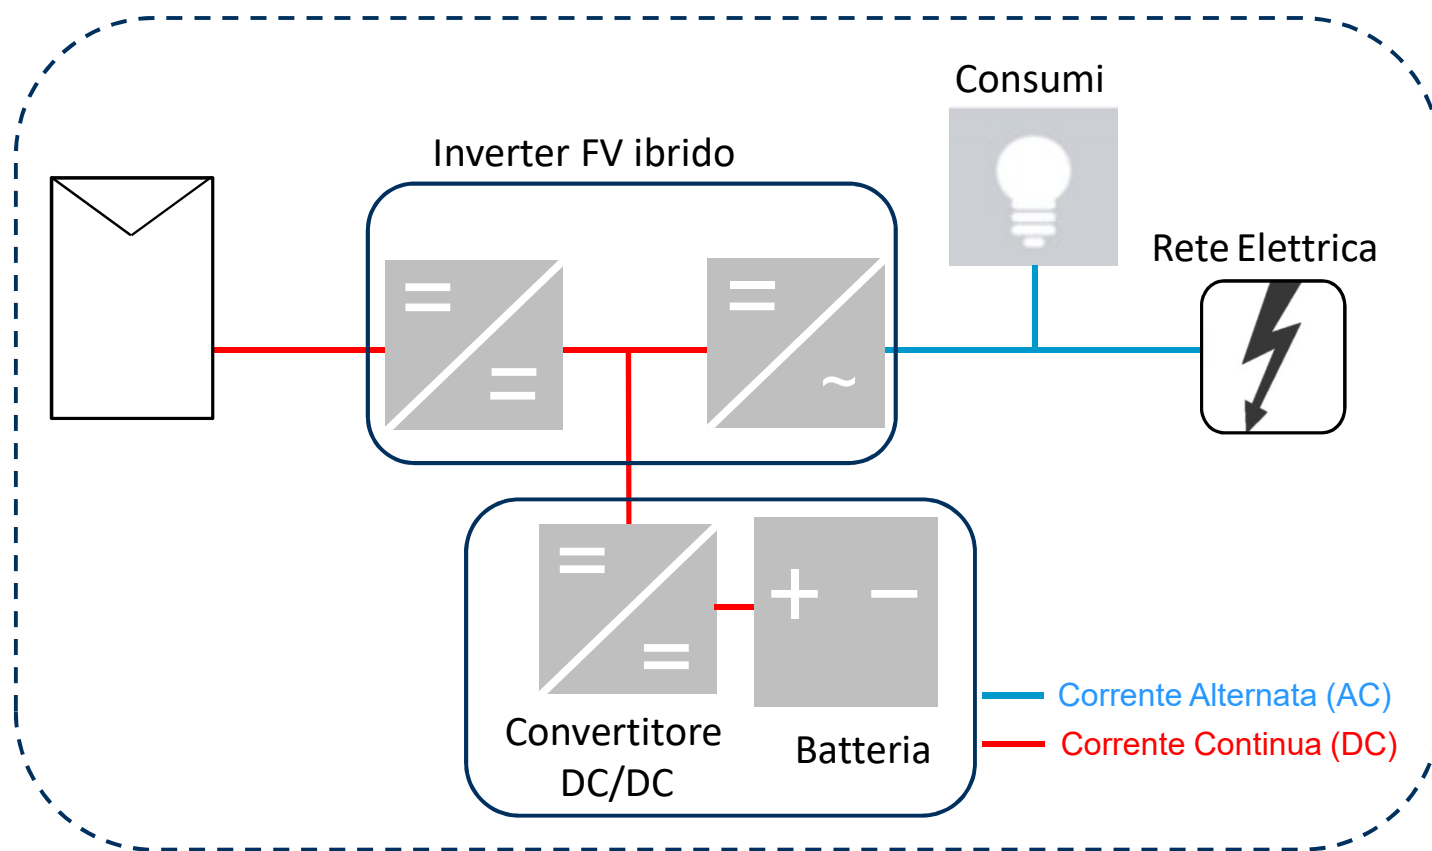 Consumi
Inverter FV ibrido
Rete Elettrica
Convertitore
DC/DC
Batteria
Corrente Alternata (AC)
Corrente Continua (DC)